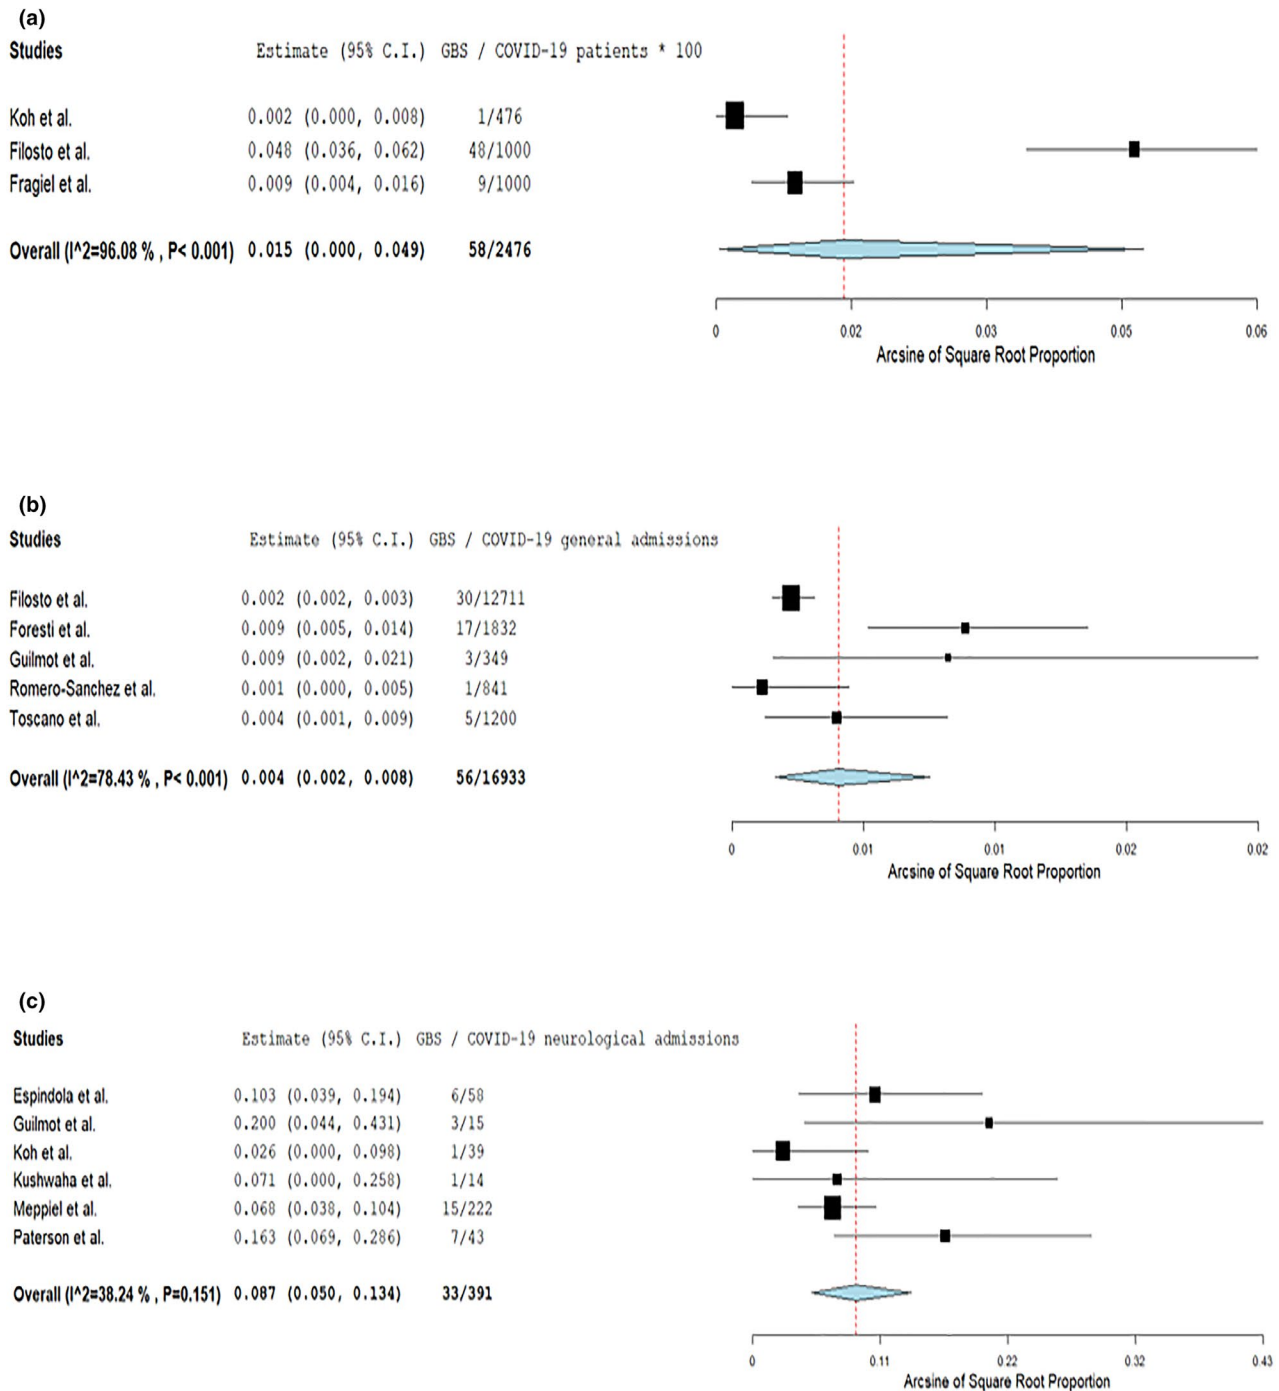 (a)
Studies Estimate (95% C.I.) GBS / COVID-19 patients * 100
Koh et al. 0.002 (0.000, 0.008) 1/476
Filosto et al. 0.048 (0.036, 0.062) 48/1000
Fragiel et al. 0.009 (0.004, 0.016) 9/1000
Overall (I^2=96.08 % , P< 0.001) 0.015 (0.000, 0.049) 58/2476
0 0.02 0.03 0.05 0.06
Arcsine of Square Root Proportion
(b)
Studies Estimate (95% C.I.) GBS / COVID-19 general admissions
Filosto et al. 0.002 (0.002, 0.003) 30/12711
Foresti et al. 0.009 (0.005, 0.014) 17/1832
Guilmot et al. 0.009 (0.002, 0.021) 3/349
Romero-Sanchez et al. 0.001 (0.000, 0.005) 1/841
Toscano et al. 0.004 (0.001, 0.009) 5/1200
Overall (I^2=78.43 % , P< 0.001) 0.004 (0.002, 0.008) 56/16933
0 0.01 0.01 0.02 0.02
Arcsine of Square Root Proportion
(c)
Studies Estimate (95% C.I.) GBS / COVID-19 neurological admissions
Espindola et al. 0.103 (0.039, 0.194) 6/58
Guilmot et al. 0.200 (0.044, 0.431) 3/15
Koh et al. 0.026 (0.000, 0.098) 1/39
Kushwaha et al. 0.071 (0.000, 0.258) 1/14
Meppiel et al. 0.068 (0.038, 0.104) 15/222
Paterson et al. 0.163 (0.069, 0.286) 7/43
Overall (I^2=38.24 % , P=0.151) 0.087 (0.050, 0.134) 33/391
0 0.11 0.22 0.32 0.43
Arcsine of Square Root Proportion